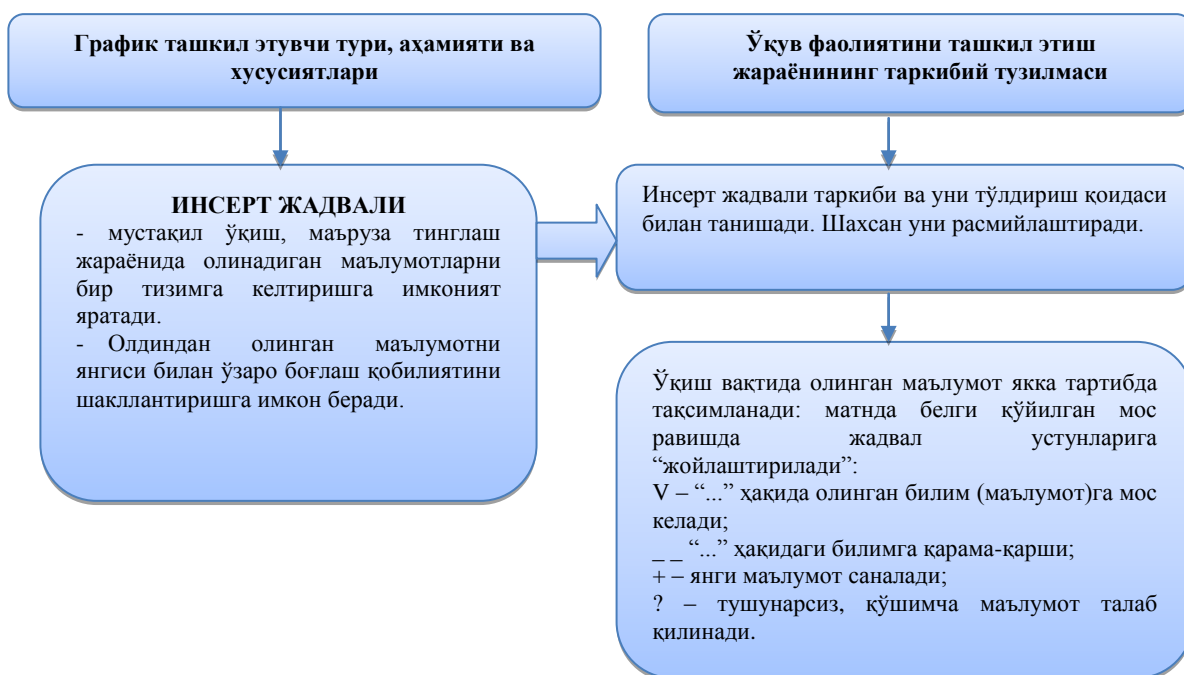 График ташкил этувчи тури, аҳамияти ва
хусусиятлари
Ўқув фаолиятини ташкил этиш
жараёнининг таркибий тузилмаси
ИНСЕРТ ЖАДВАЛИ
- мустақил ўқиш, маъруза тинглаш
жараёнида олинадиган маълумотларни
бир тизимга келтиришга имконият
яратади.
- Олдиндан олинган маълумотни
янгиси билан ўзаро боғлаш қобилиятини
шакллантиришга имкон беради.
Инсерт жадвали таркиби ва уни тўлдириш қоидаси
билан танишади. Шахсан уни расмийлаштиради.
Ўқиш вақтида олинган маълумот якка тартибда
тақсимланади: матнда белги қўйилган мос
равишда жадвал устунларига
“жойлаштирилади”:
V – “...” ҳақида олинган билим (маълумот)га мос
келади;
_ _ “...” ҳақидаги билимга қарама-қарши;
+ – янги маълумот саналади;
? – тушунарсиз, қўшимча маълумот талаб
қилинади.